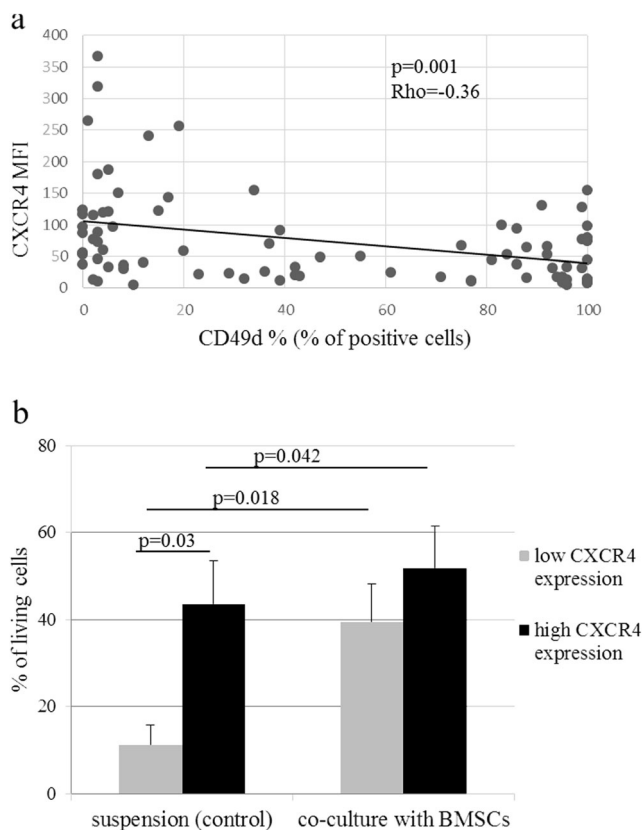 a
400
350
300
250
200
150
100
50
0
CXCR4 MFI
p=0.001
Rho=-0.36
0 20 40 60 80 100
CD49d % (% of positive cells)
b
80
60
40
20
0
% of living cells
p=0.042
p=0.018
p=0.03
low CXCR4
expression
high CXCR4
expression
suspension (control) co-culture with BMSCs